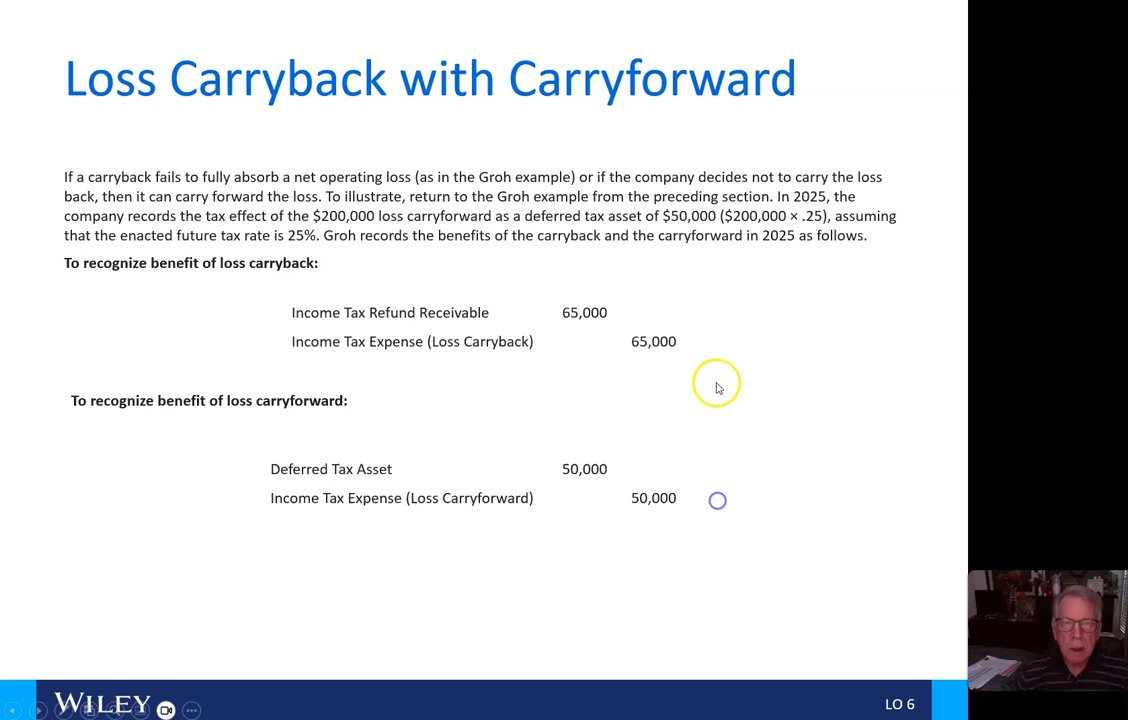 Loss Carryback with Carryforward
If a carryback fails to fully absorb a net operating loss (as in the Groh example) or if the company decides not to carry the loss
back, then it can carry forward the loss. To illustrate, return to the Groh example from the preceding section. In 2025, the
company records the tax effect of the $200,000 loss carryforward as a deferred tax asset of $50,000 ($200,000 × .25), assuming
that the enacted future tax rate is 25%. Groh records the benefits of the carryback and the carryforward in 2025 as follows.
To recognize benefit of loss carryback:
Income Tax Refund Receivable 65,000
Income Tax Expense (Loss Carryback) 65,000
To recognize benefit of loss carryforward:
Deferred Tax Asset 50,000
Income Tax Expense (Loss Carryforward) 50,000
WILEY LO 6